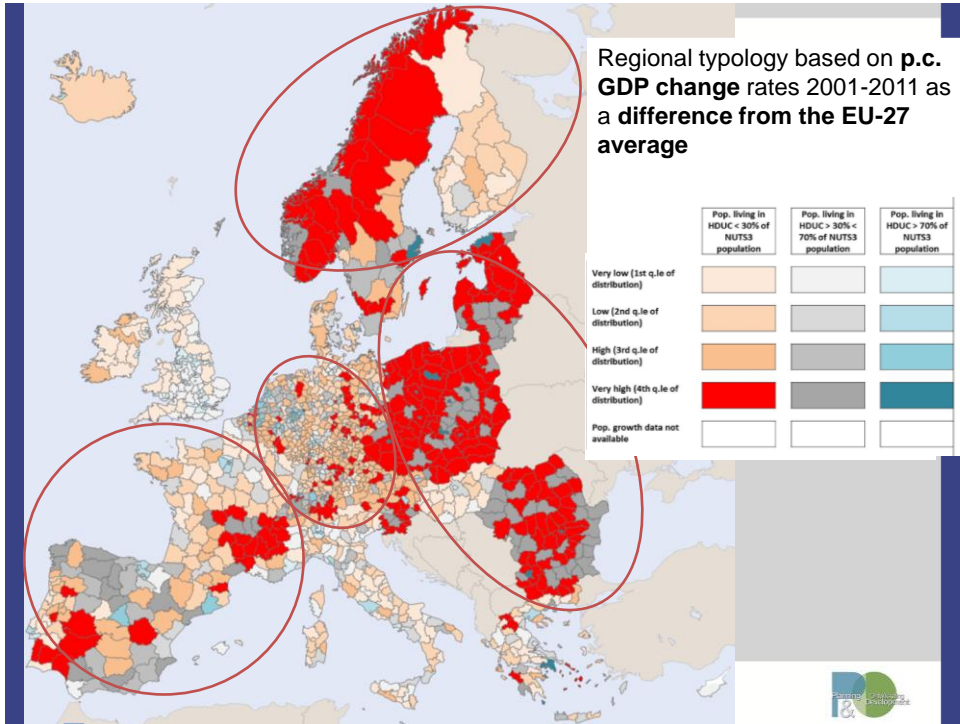 Regional typology based on p.c.
GDP change rates 2001-2011 as
a difference from the EU-27
average
Pop. living in
HDUC < 30% of
NUTS3
population
Pop. living in
HDUC > 30% <
70% of NUTS3
population
Pop. living in
HDUC > 70% of
NUTS3
population
Very low (1st q.le of
distribution)
Low (2nd q.le of
distribution)
High (3rd q.le of
distribution)
Very high (4th q.le of
distribution)
Pop. growth data not
available
Planning
&
Development